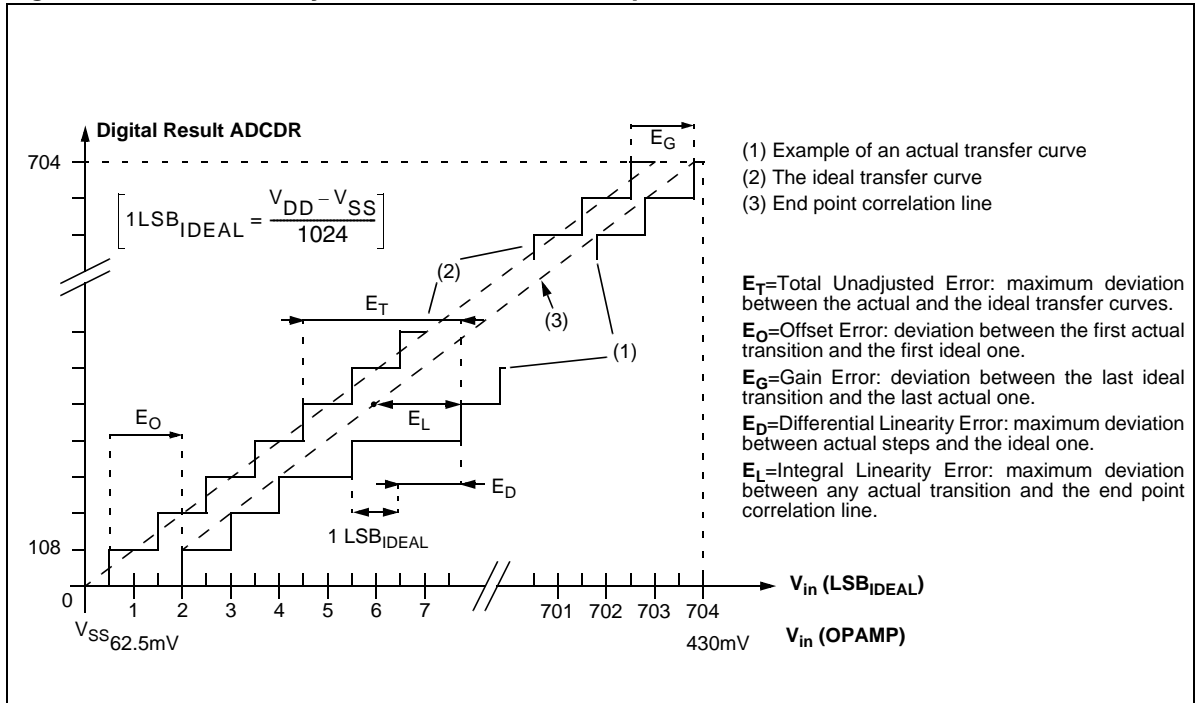 Digital Result ADCDR
704
1LSB_IDEAL = (V_DD – V_SS) / 1024
E_G
(1) Example of an actual transfer curve
(2) The ideal transfer curve
(3) End point correlation line
(2)
E_T
(3)
(1)
E_O
E_L
E_D
1 LSB_IDEAL
108
E_T=Total Unadjusted Error: maximum deviation
between the actual and the ideal transfer curves.
E_O=Offset Error: deviation between the first actual
transition and the first ideal one.
E_G=Gain Error: deviation between the last ideal
transition and the last actual one.
E_D=Differential Linearity Error: maximum deviation
between actual steps and the ideal one.
E_L=Integral Linearity Error: maximum deviation
between any actual transition and the end point
correlation line.
0
1 2 3 4 5 6 7 701 702 703 704
V_in (LSB_IDEAL)
V_SS 62.5mV 430mV
V_in (OPAMP)